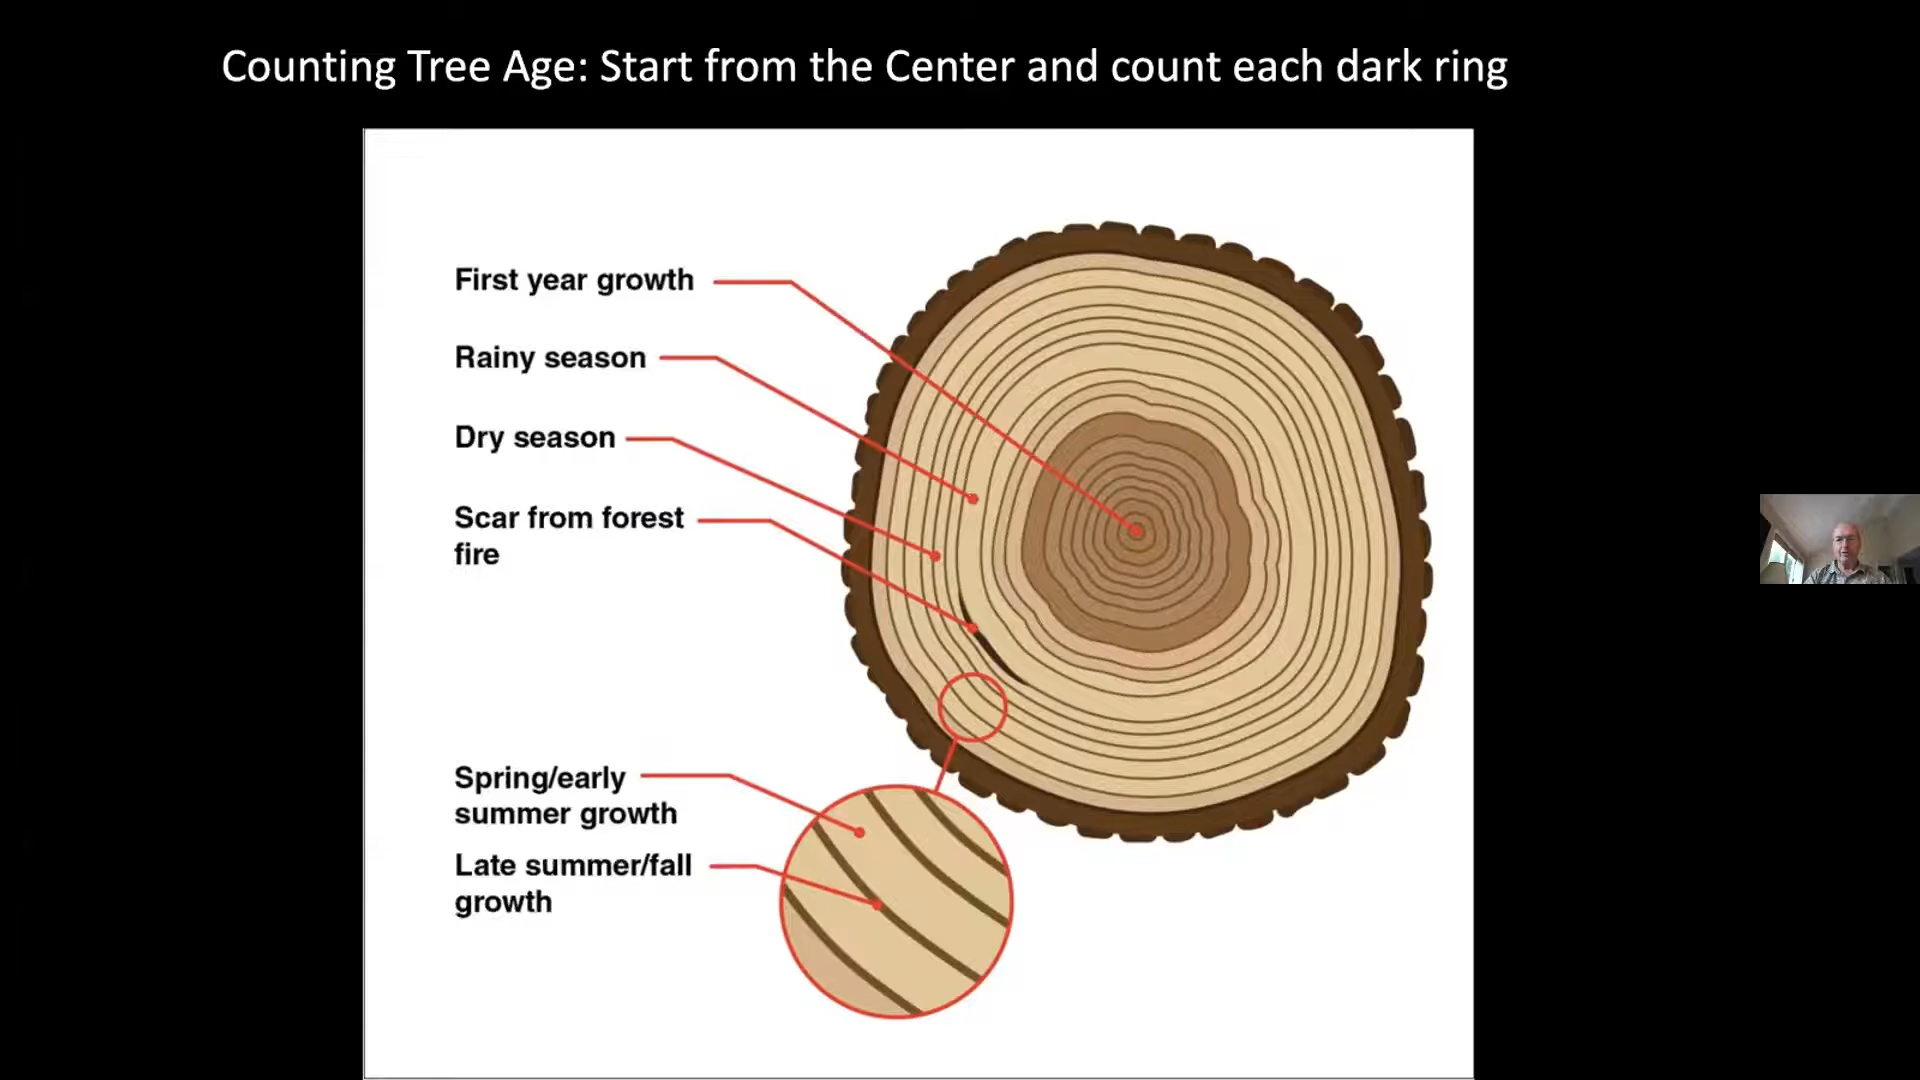 Counting Tree Age: Start from the Center and count each dark ring
First year growth
Rainy season
Dry season
Scar from forest
fire
Spring/early
summer growth
Late summer/fall
growth